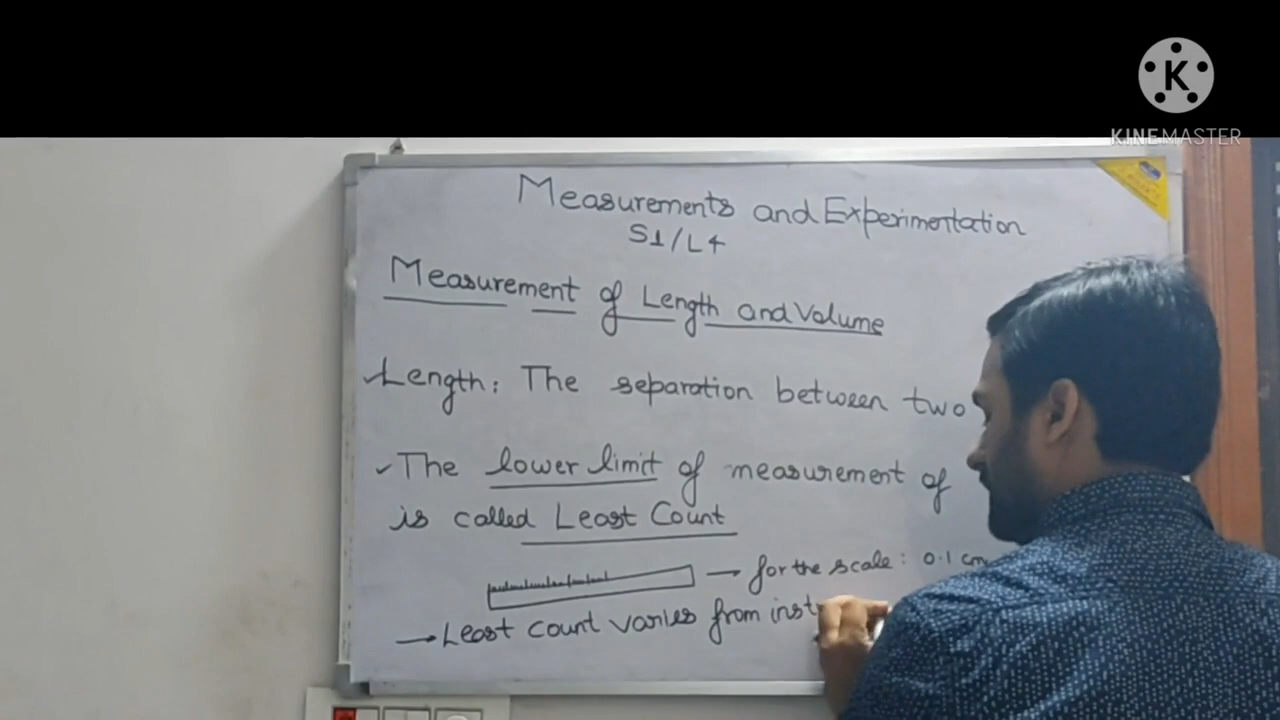 K
KINEMASTER
Measurements and Experimentation
S1/L4
Measurement of Length and Volume
Length: The separation between two
The lower limit of measurement of
is called Least Count
→ for the scale: 0.1 cm
→ Least count varies from inst